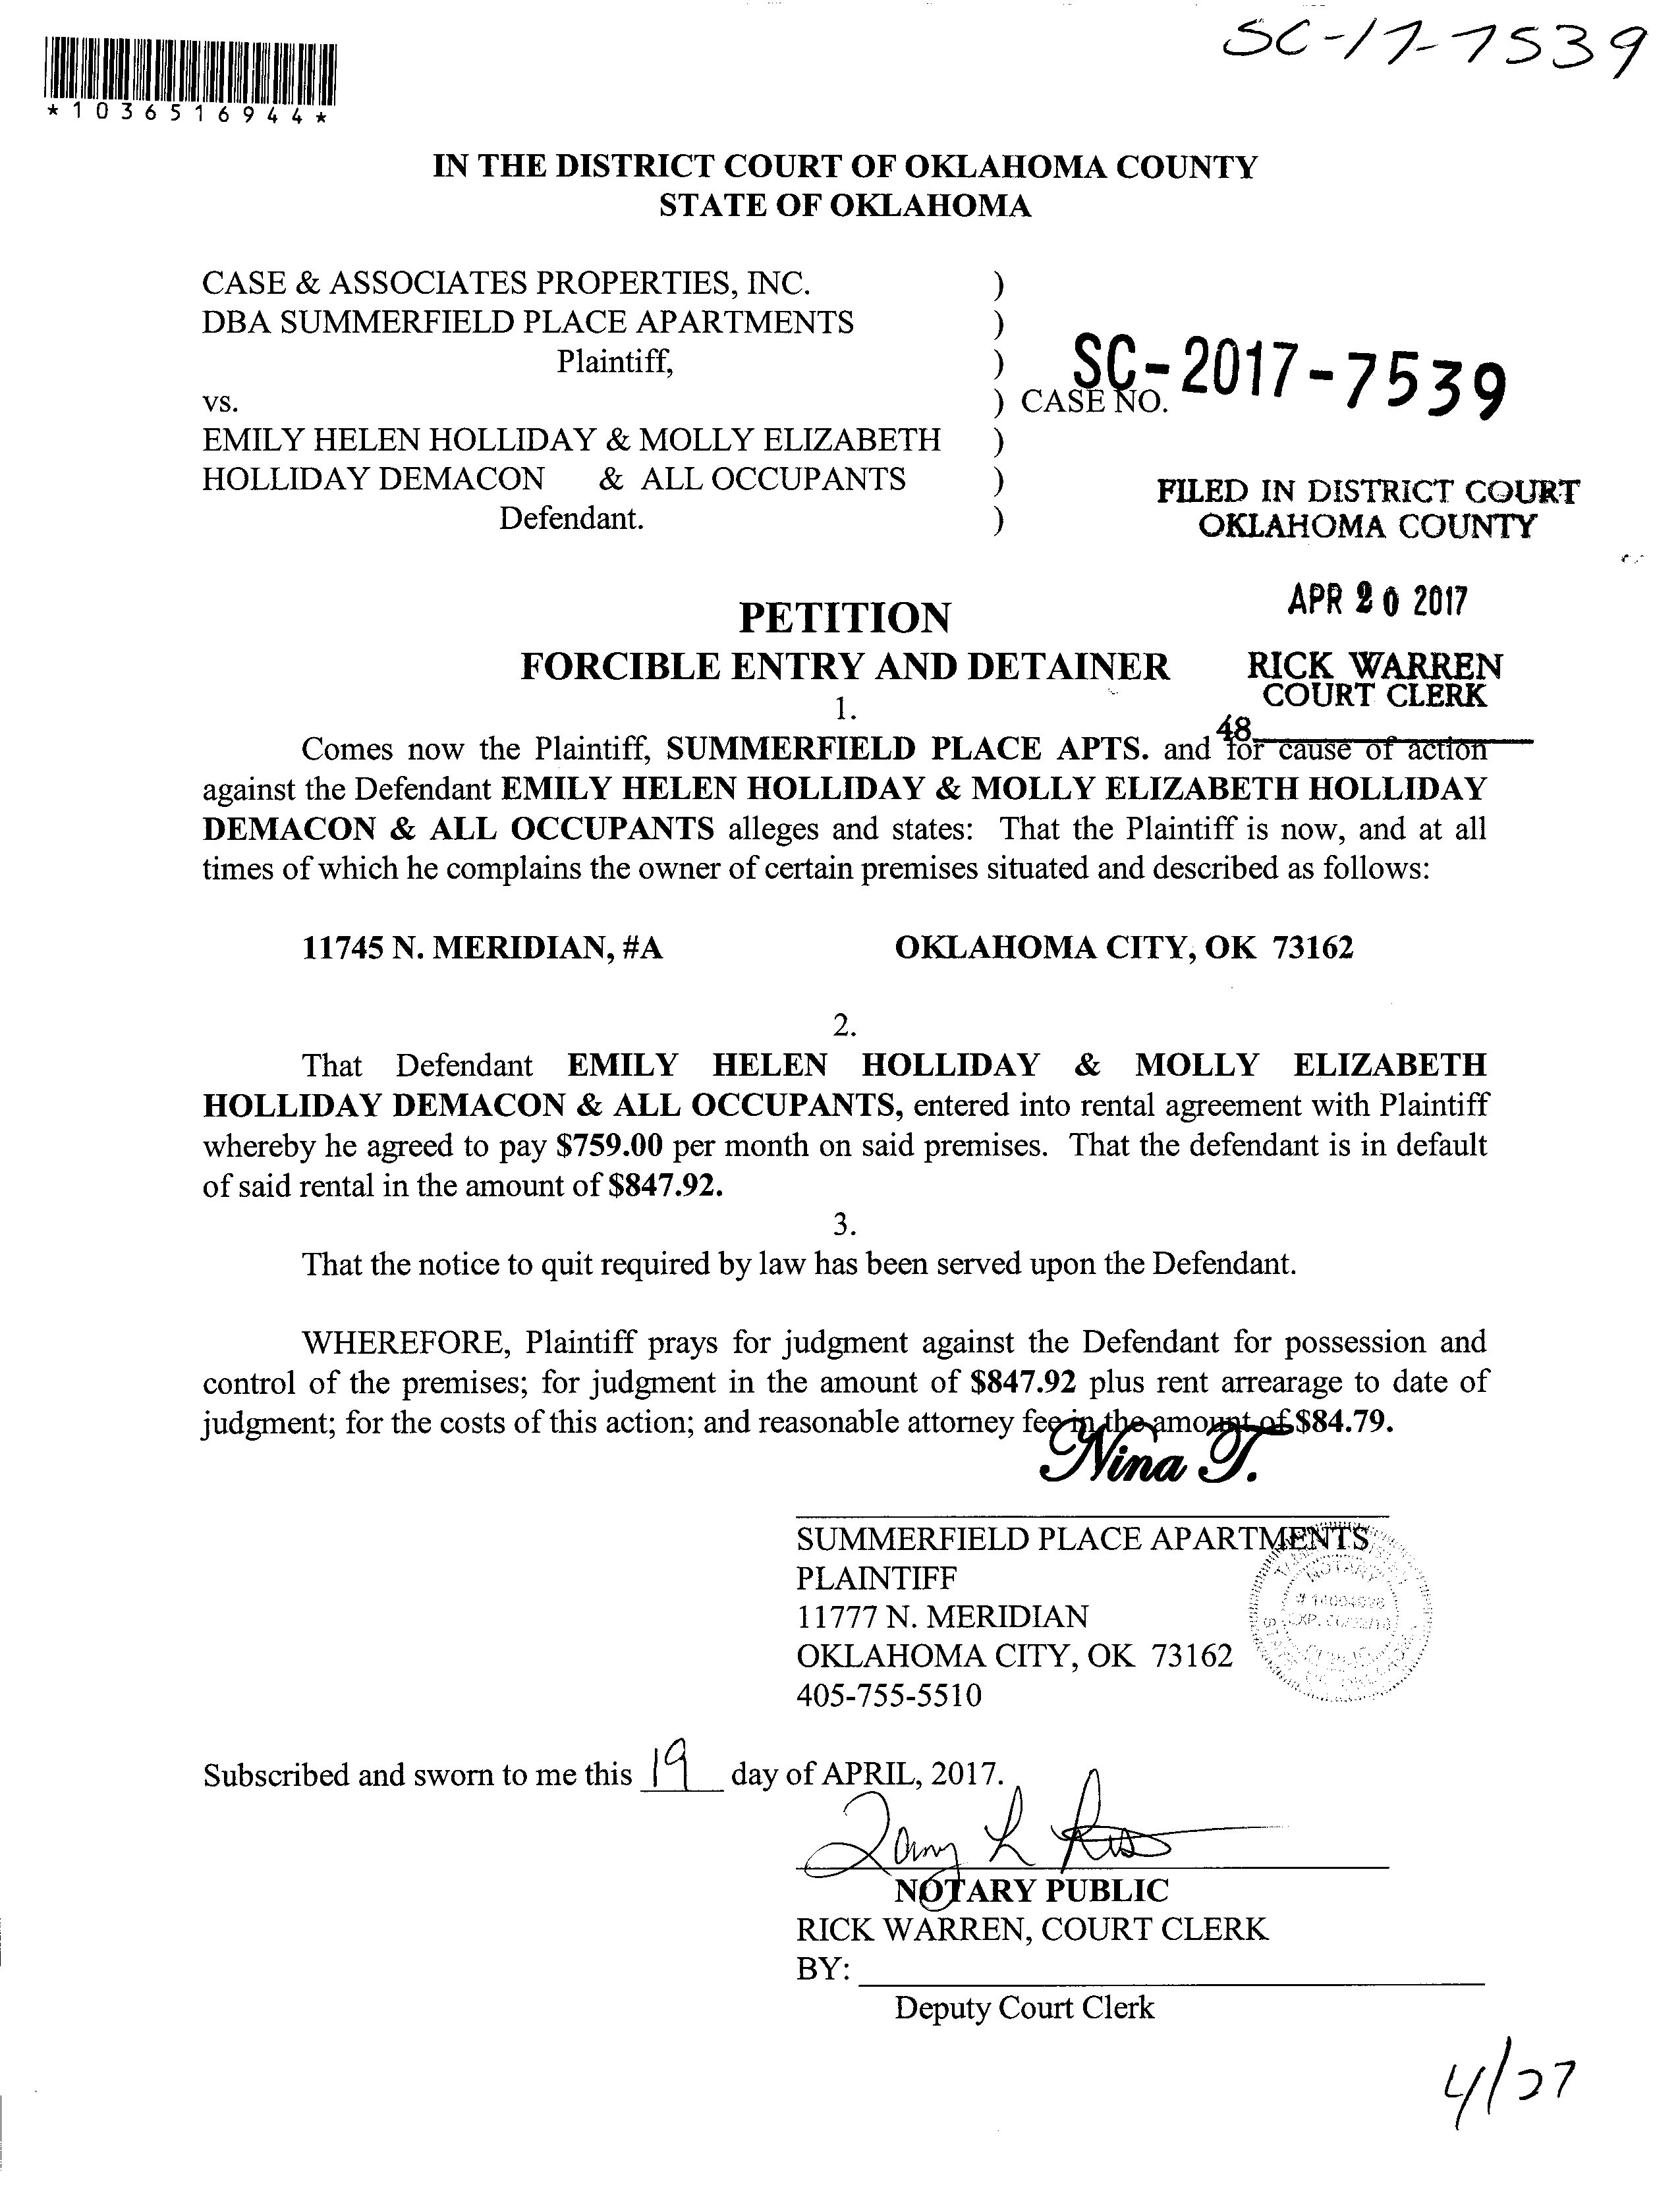 SC-17-7539
*1036516944*
IN THE DISTRICT COURT OF OKLAHOMA COUNTY
STATE OF OKLAHOMA
CASE & ASSOCIATES PROPERTIES, INC. )
DBA SUMMERFIELD PLACE APARTMENTS )
Plaintiff, )
SC-2017-7539
vs. ) CASE NO.
EMILY HELEN HOLLIDAY & MOLLY ELIZABETH )
HOLLIDAY DEMACON & ALL OCCUPANTS )
Defendant. )
FILED IN DISTRICT COURT
OKLAHOMA COUNTY
APR 20 2017
RICK WARREN
COURT CLERK
48
PETITION
FORCIBLE ENTRY AND DETAINER
1.
Comes now the Plaintiff, SUMMERFIELD PLACE APTS. and for cause of action
against the Defendant EMILY HELEN HOLLIDAY & MOLLY ELIZABETH HOLLIDAY
DEMACON & ALL OCCUPANTS alleges and states: That the Plaintiff is now, and at all
times of which he complains the owner of certain premises situated and described as follows:
11745 N. MERIDIAN, #A OKLAHOMA CITY, OK 73162
2.
That Defendant EMILY HELEN HOLLIDAY & MOLLY ELIZABETH
HOLLIDAY DEMACON & ALL OCCUPANTS, entered into rental agreement with Plaintiff
whereby he agreed to pay $759.00 per month on said premises. That the defendant is in default
of said rental in the amount of $847.92.
3.
That the notice to quit required by law has been served upon the Defendant.
WHEREFORE, Plaintiff prays for judgment against the Defendant for possession and
control of the premises; for judgment in the amount of $847.92 plus rent arrearage to date of
judgment; for the costs of this action; and reasonable attorney fee in the amount of $84.79.
Nina T.
SUMMERFIELD PLACE APARTMENTS
PLAINTIFF
11777 N. MERIDIAN
OKLAHOMA CITY, OK 73162
405-755-5510
NOTARY
Subscribed and sworn to me this 19 day of APRIL, 2017.
NOTARY PUBLIC
RICK WARREN, COURT CLERK
BY:
Deputy Court Clerk
4/27